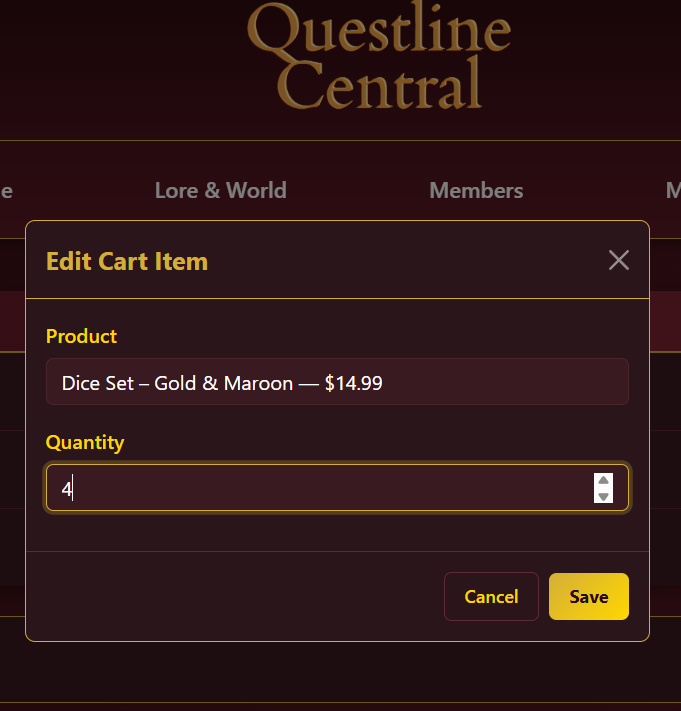 Questline
Central
e
Lore & World
Members
M
Edit Cart Item
Product
Dice Set – Gold & Maroon — $14.99
Quantity
4
Cancel
Save